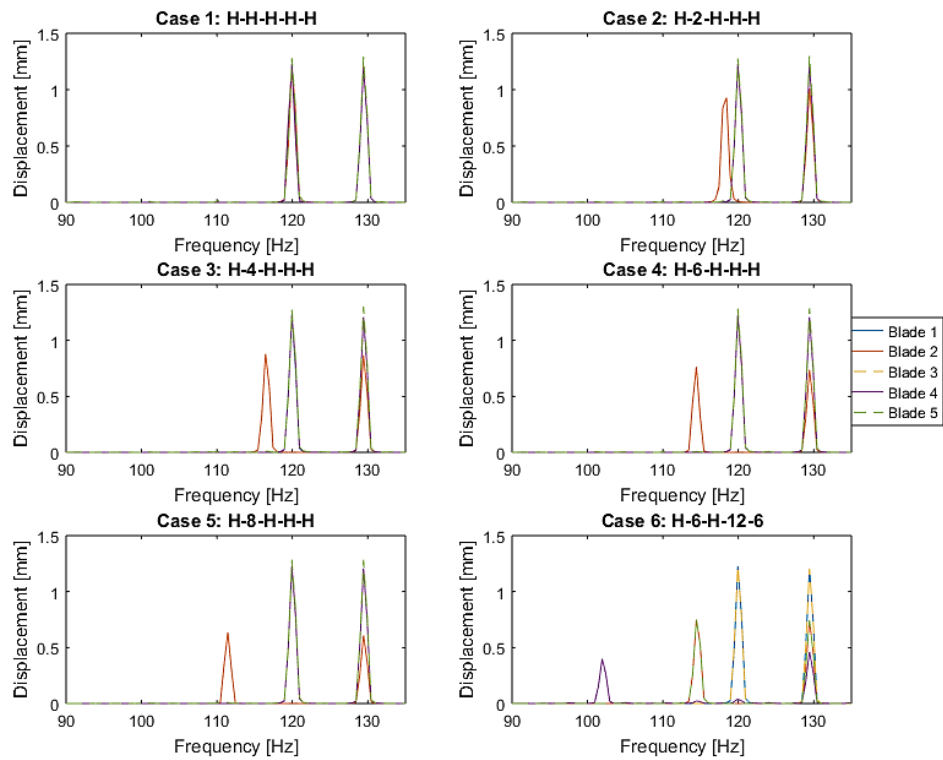 Case 1: H-H-H-H-H
Displacement [mm]
1.5
1
0.5
0
90 100 110 120 130
Frequency [Hz]
Case 2: H-2-H-H-H
Displacement [mm]
1.5
1
0.5
0
90 100 110 120 130
Frequency [Hz]
Case 3: H-4-H-H-H
Displacement [mm]
1.5
1
0.5
0
90 100 110 120 130
Frequency [Hz]
Case 4: H-6-H-H-H
Displacement [mm]
1.5
1
0.5
0
90 100 110 120 130
Frequency [Hz]
Blade 1
Blade 2
Blade 3
Blade 4
Blade 5
Case 5: H-8-H-H-H
Displacement [mm]
1.5
1
0.5
0
90 100 110 120 130
Frequency [Hz]
Case 6: H-6-H-12-6
Displacement [mm]
1.5
1
0.5
0
90 100 110 120 130
Frequency [Hz]